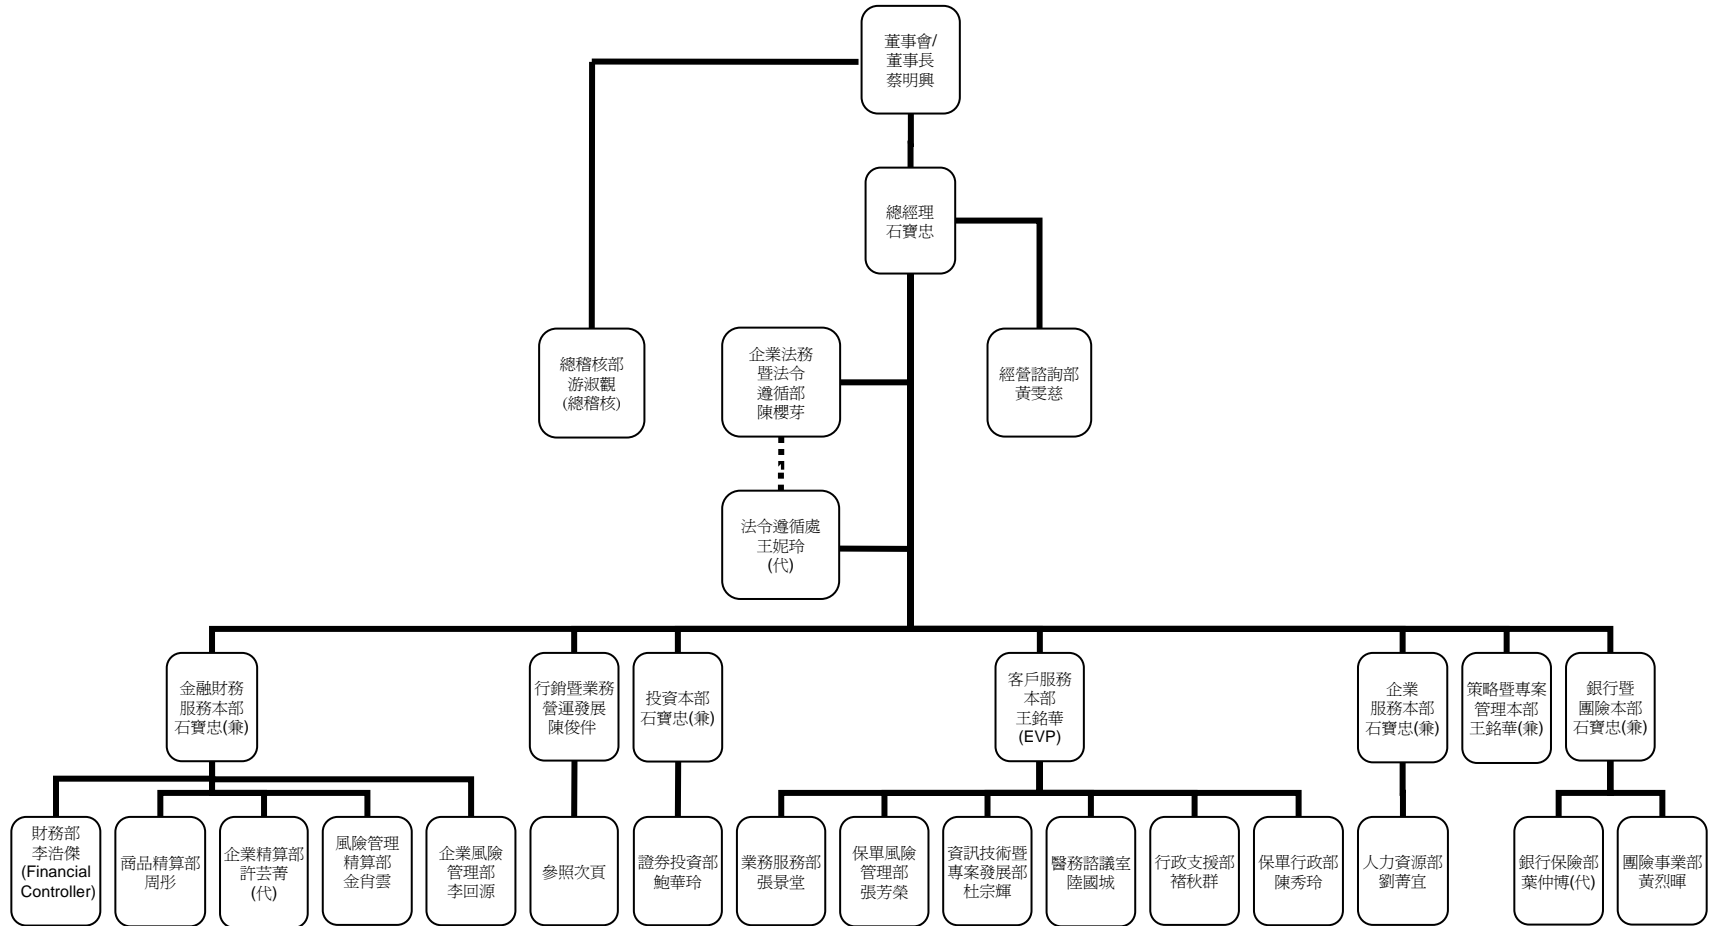 董事會/
董事長
蔡明興
總經理
石寶忠
總稽核部
游淑觀
(總稽核)
企業法務
暨法令
遵循部
陳櫻芽
經營諮詢部
黃雯慈
法令遵循處
王妮玲
(代)
金融財務
服務本部
石寶忠(兼)
行銷暨業務
營運發展
陳俊伴
投資本部
石寶忠(兼)
客戶服務
本部
王銘華
(EVP)
企業
服務本部
石寶忠(兼)
策略暨專案
管理本部
王銘華(兼)
銀行暨
團險本部
石寶忠(兼)
財務部
李浩傑
(Financial
Controller)
商品精算部
周彤
企業精算部
許芸菁
(代)
風險管理
精算部
金肖雲
企業風險
管理部
李回源
參照次頁
證券投資部
鮑華玲
業務服務部
張景堂
保單風險
管理部
張芳榮
資訊技術暨
專案發展部
杜宗輝
醫務諮議室
陸國城
行政支援部
褚秋群
保單行政部
陳秀玲
人力資源部
劉菁宜
銀行保險部
葉仲博(代)
團險事業部
黃烈暉